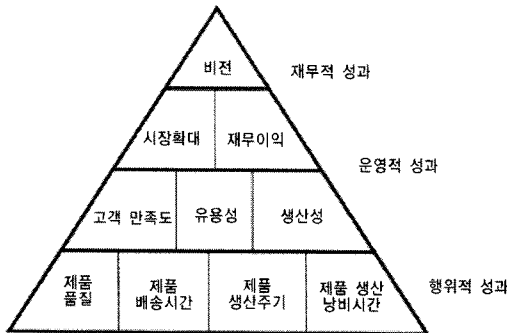 비전
재무적 성과
시장확대 재무이익
운영적 성과
고객 만족도 유용성 생산성
제품 품질
제품 배송시간
제품 생산주기
제품 생산 낭비시간
행위적 성과